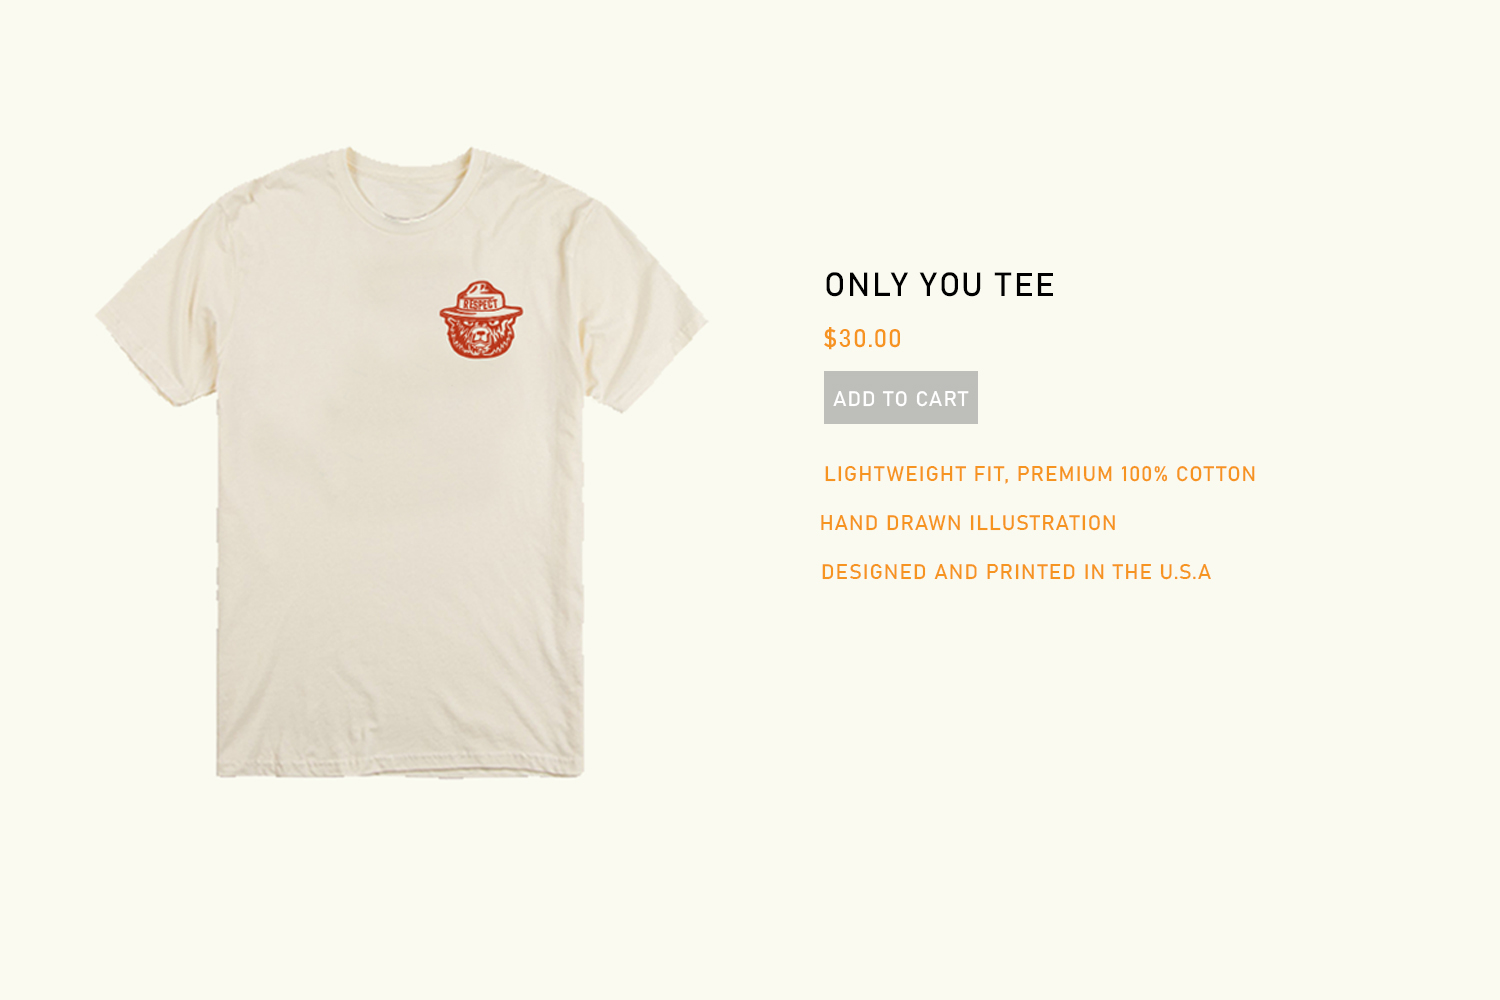 RESPECT
ONLY YOU TEE
$30.00
ADD TO CART
LIGHTWEIGHT FIT, PREMIUM 100% COTTON
HAND DRAWN ILLUSTRATION
DESIGNED AND PRINTED IN THE U.S.A